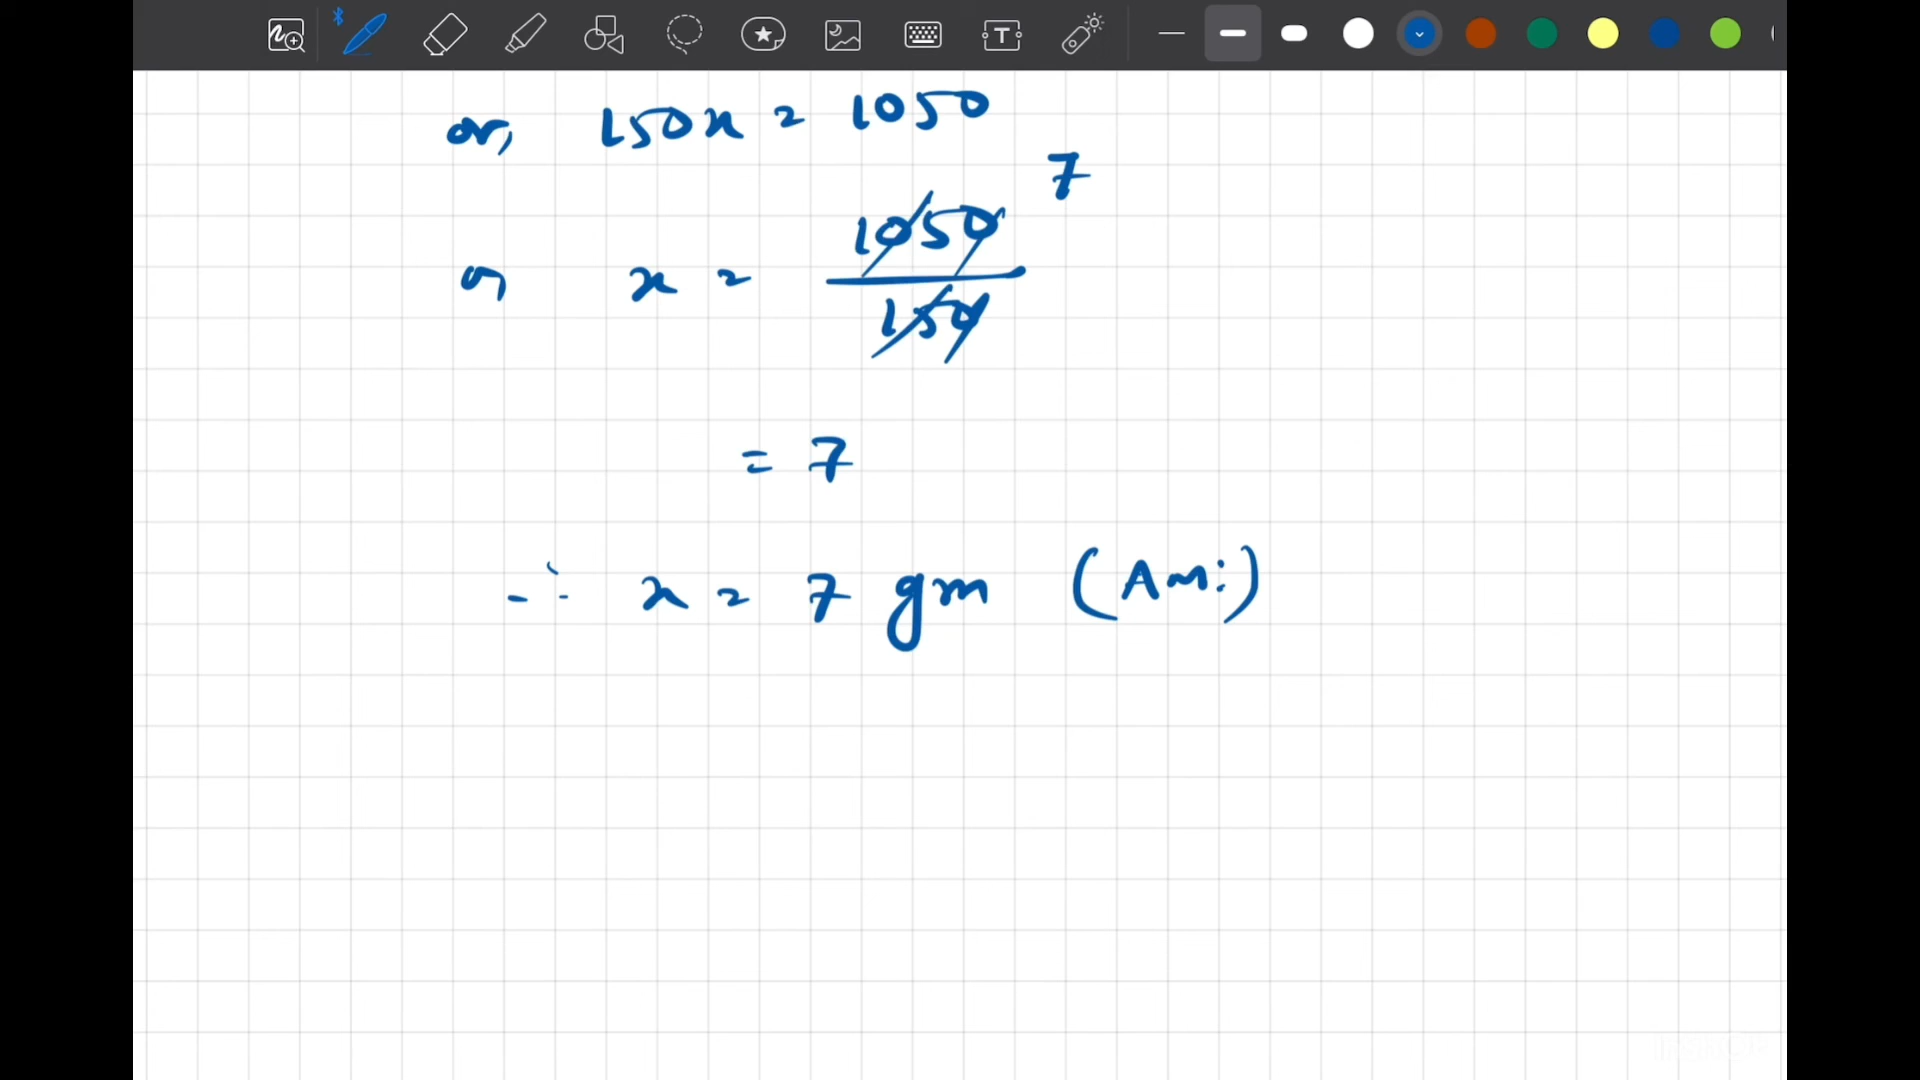 or, 150x = 1050
7
or x = 1050/150
= 7
∴ x = 7 gm (Ans:)